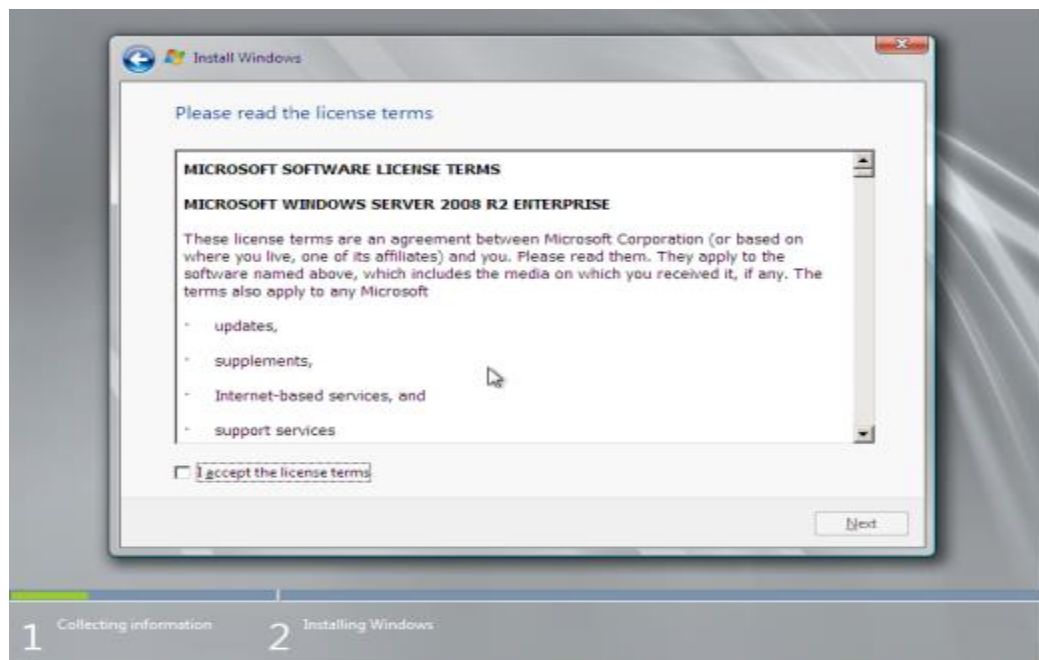 Install Windows
Please read the license terms
MICROSOFT SOFTWARE LICENSE TERMS
MICROSOFT WINDOWS SERVER 2008 R2 ENTERPRISE
These license terms are an agreement between Microsoft Corporation (or based on
where you live, one of its affiliates) and you. Please read them. They apply to the
software named above, which includes the media on which you received it, if any. The
terms also apply to any Microsoft
· updates,
· supplements,
· Internet-based services, and
· support services
I accept the license terms
Next
1 Collecting information
2 Installing Windows